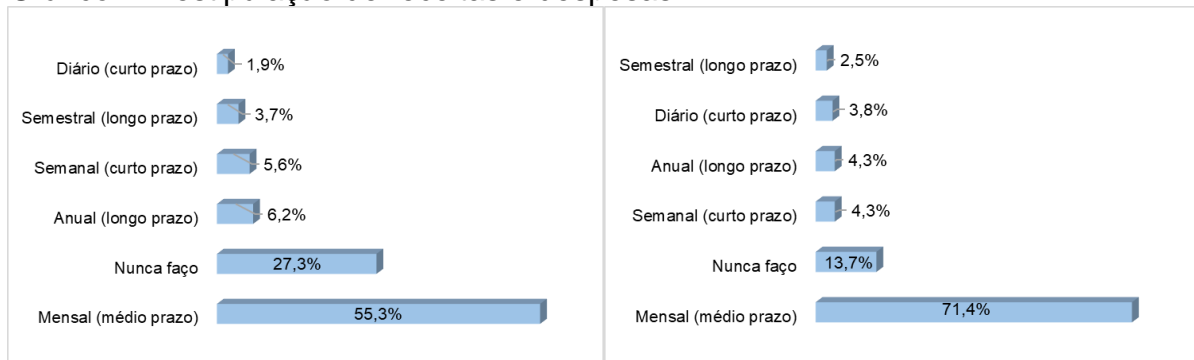 Diário (curto prazo) 1,9%
Semestral (longo prazo) 3,7%
Semanal (curto prazo) 5,6%
Anual (longo prazo) 6,2%
Nunca faço 27,3%
Mensal (médio prazo) 55,3%
Semestral (longo prazo) 2,5%
Diário (curto prazo) 3,8%
Anual (longo prazo) 4,3%
Semanal (curto prazo) 4,3%
Nunca faço 13,7%
Mensal (médio prazo) 71,4%